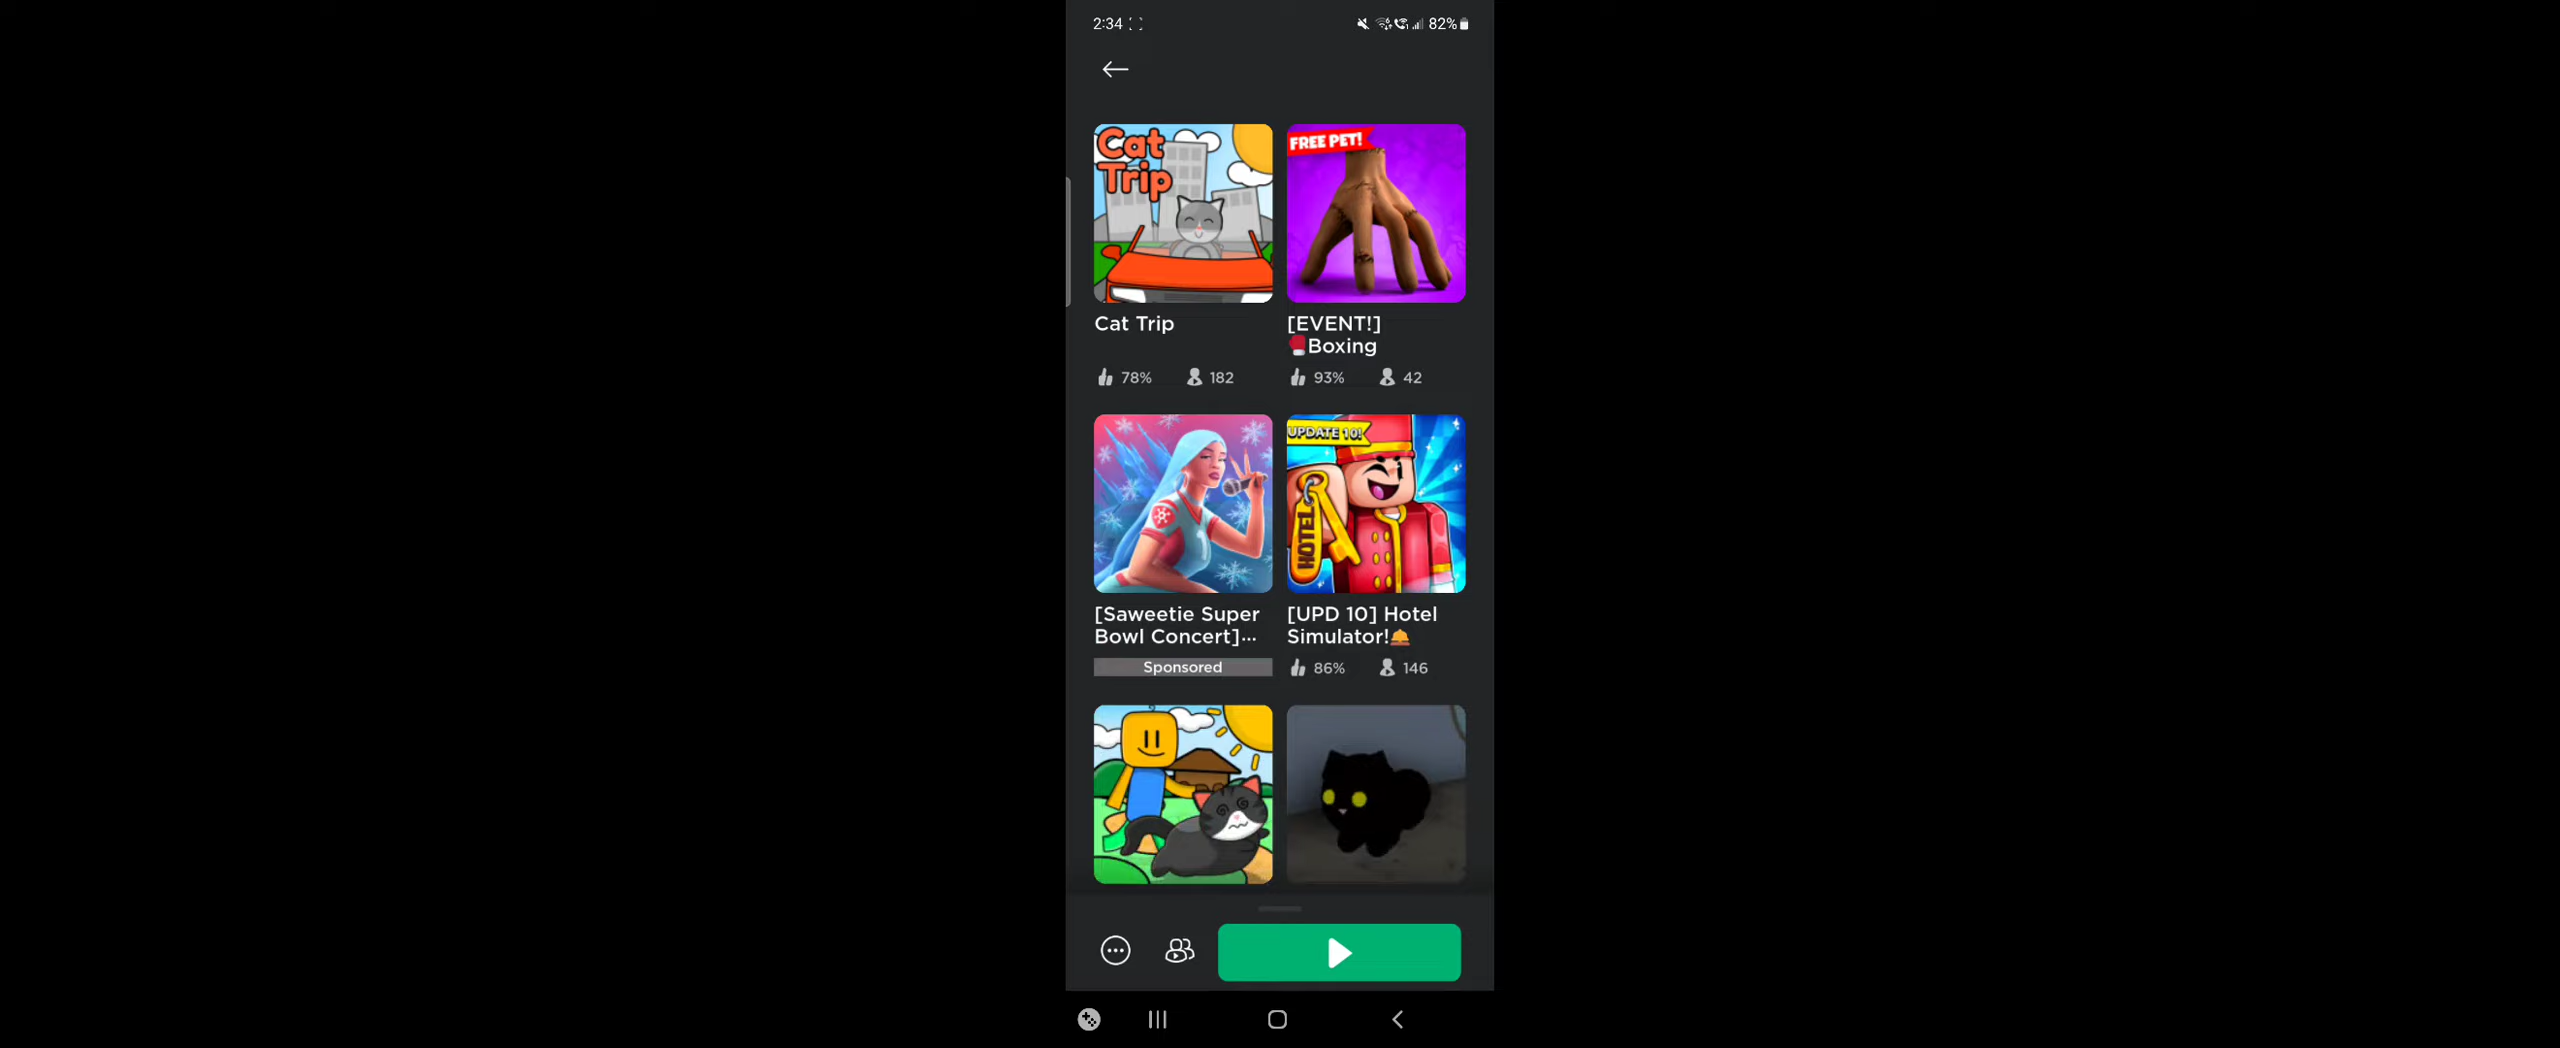 2:34
82%
Cat
Trip
FREE PET!
Cat Trip
[EVENT!]
🥊Boxing
78%
182
93%
42
UPDATE 10!
HOTEL
[Saweetie Super
Bowl Concert]...
[UPD 10] Hotel
Simulator!🛎️
Sponsored
86%
146